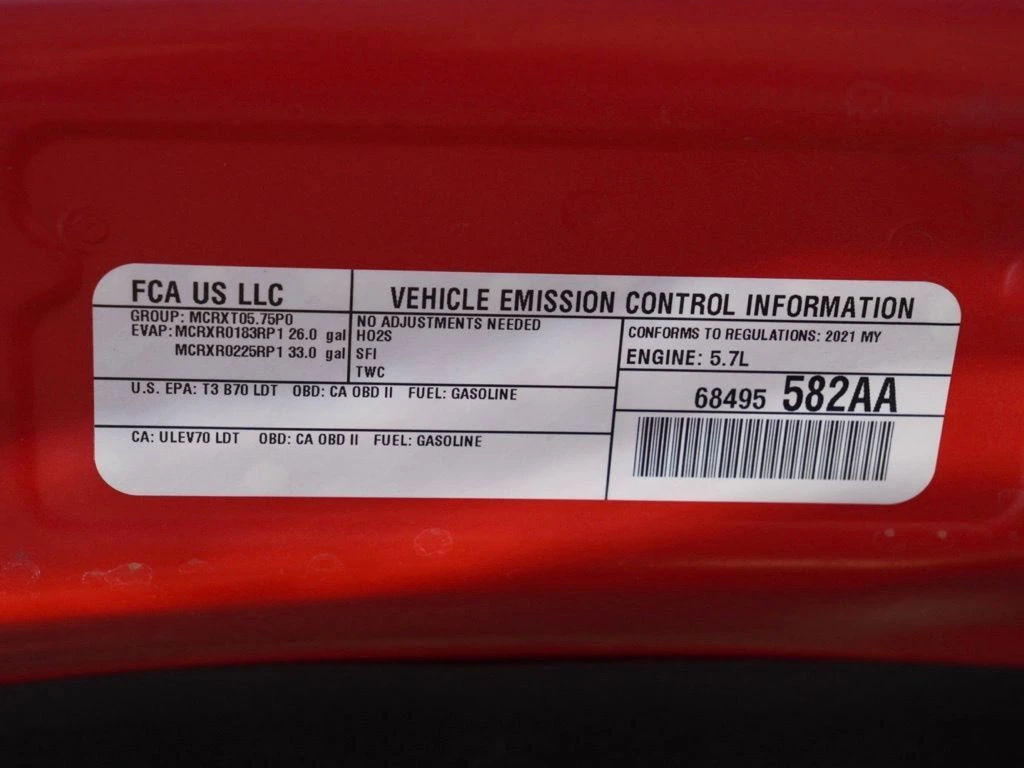 FCA US LLC
VEHICLE EMISSION CONTROL INFORMATION
GROUP: MCRXT05.75P0
EVAP: MCRXR0183RP1 26.0 gal
MCRXR0225RP1 33.0 gal
NO ADJUSTMENTS NEEDED
HO2S
SFI
TWC
CONFORMS TO REGULATIONS: 2021 MY
ENGINE: 5.7L
U.S. EPA: T3 B70 LDT OBD: CA OBD II FUEL: GASOLINE
68495 582AA
CA: ULEV70 LDT OBD: CA OBD II FUEL: GASOLINE